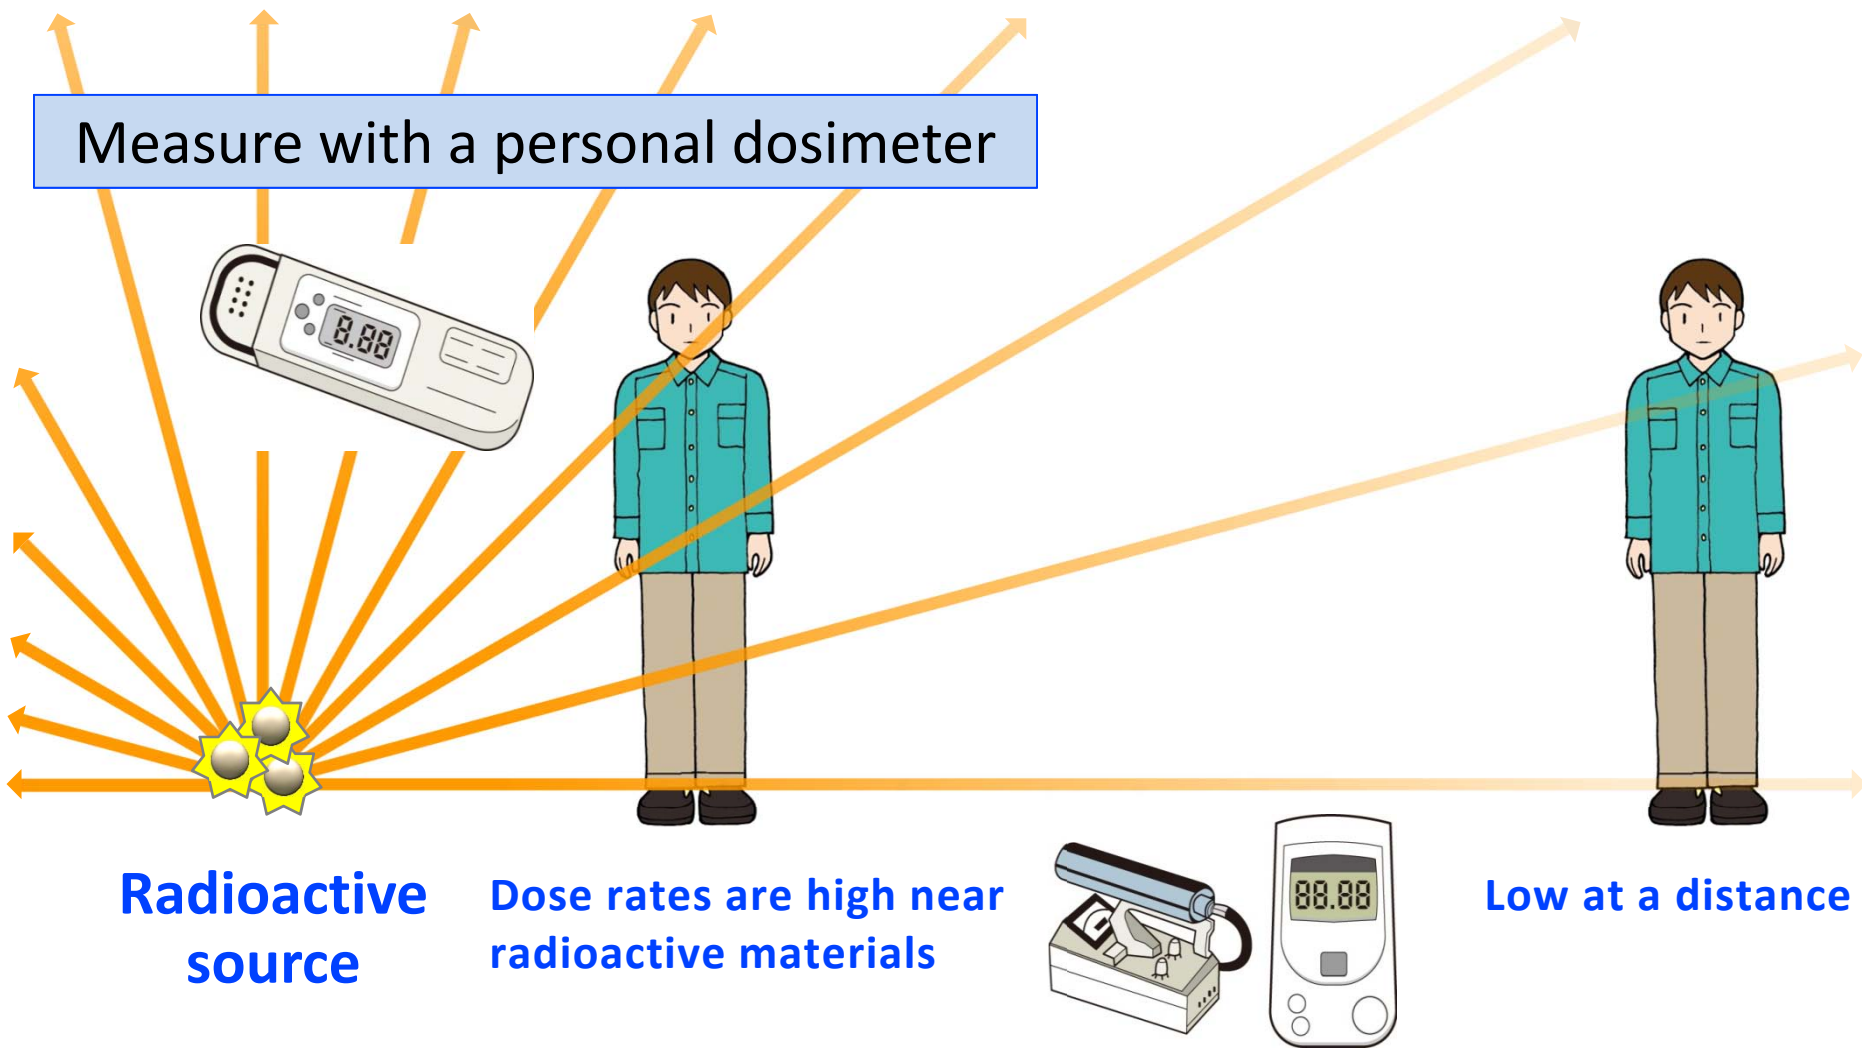 Measure with a personal dosimeter
8.88
Radioactive
source
Dose rates are high near
radioactive materials
88.88
Low at a distance